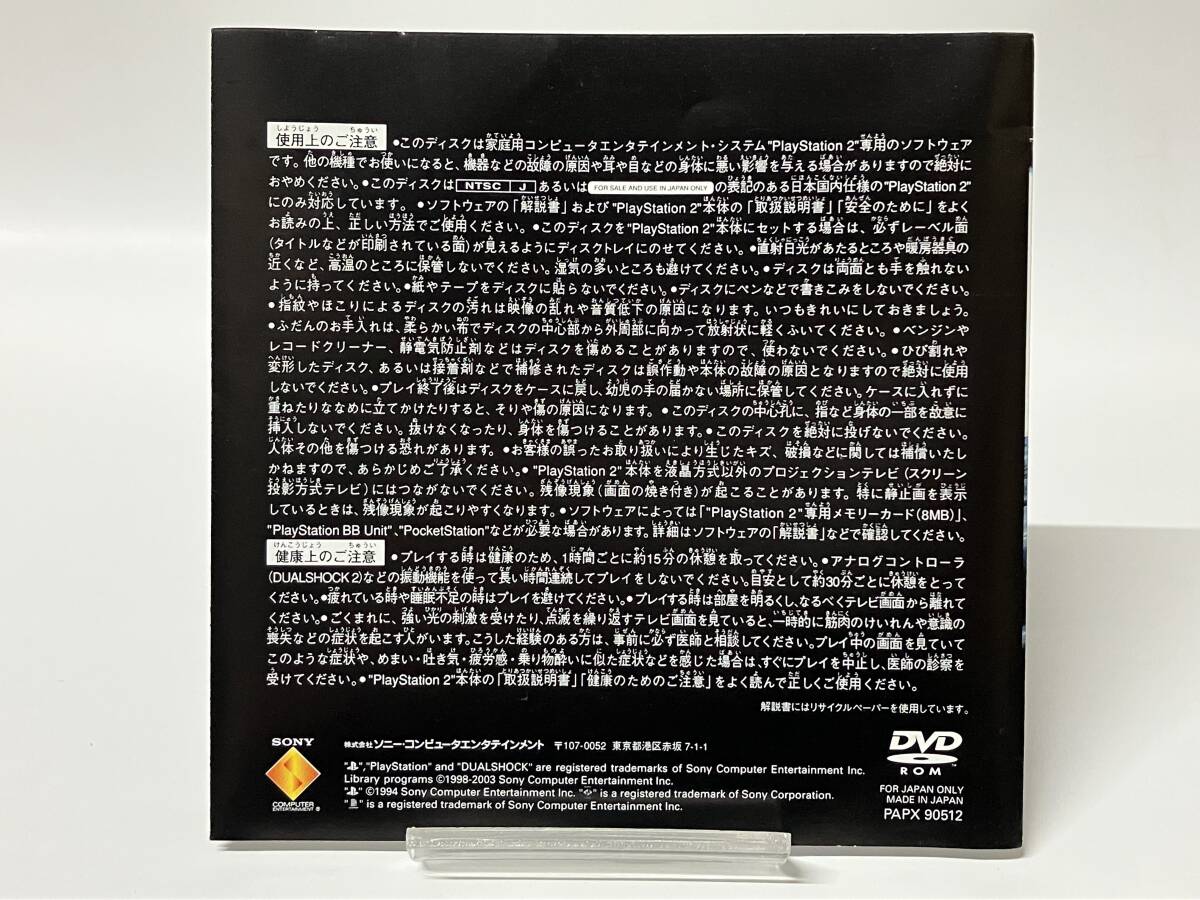 使用上のご注意 •このディスクは家庭用コンピュータエンタテインメント・システム"PlayStation 2"専用のソフトウェア
です。他の機種でお使いになると、機器などの故障の原因や耳や目などの身体に悪い影響を与える場合がありますので絶対に
おやめください。•このディスクは NTSC J あるいは FOR SALE AND USE IN JAPAN ONLY の表記のある日本国内仕様の"PlayStation 2"
にのみ対応しています。•ソフトウェアの「解説書」および"PlayStation 2"本体の「取扱説明書」「安全のために」をよく
お読みの上、正しい方法でご使用ください。•このディスクを"PlayStation 2"本体にセットする場合は、必ずレーベル面
(タイトルなどが印刷されている面)が見えるようにディスクトレイにのせてください。•直射日光があたるところや暖房器具の
近くなど、高温のところに保管しないでください。湿気の多いところも避けてください。•ディスクは両面とも手を触れない
ように持ってください。•紙やテープをディスクに貼らないでください。•ディスクにペンなどで書きこみをしないでください。
•指紋やほこりによるディスクの汚れは映像の乱れや音質低下の原因になります。いつもきれいにしておきましょう。
•ふだんのお手入れは、柔らかい布でディスクの中心部から外周部に向かって放射状に軽くふいてください。•ベンジンや
レコードクリーナー、静電気防止剤などはディスクを傷めることがありますので、使わないでください。•ひび割れや
変形したディスク、あるいは接着剤などで補修されたディスクは誤作動や本体の故障の原因となりますので絶対に使用
しないでください。•プレイ終了後はディスクをケースに戻し、幼児の手の届かない場所に保管してください。ケースに入れずに
重ねたりななめに立てかけたりすると、そりや傷の原因になります。•このディスクの中心孔に、指など身体の一部を故意に
挿入しないでください。抜けなくなったり、身体を傷つけることがあります。•このディスクを絶対に投げないでください。
人体その他を傷つける恐れがあります。•お客様の誤ったお取り扱いにより生じたキズ、破損などに関しては補償いたし
かねますので、あらかじめご了承ください。•"PlayStation 2"本体を液晶方式以外のプロジェクションテレビ(スクリーン
投影方式テレビ)にはつながないでください。残像現象(画面の焼き付き)が起こることがあります。特に静止画を表示
しているときは、残像現象が起こりやすくなります。•ソフトウェアによっては「"PlayStation 2"専用メモリーカード(8MB)」、
"PlayStation BB Unit"、"PocketStation"などが必要な場合があります。詳細はソフトウェアの「解説書」などで確認してください。
健康上のご注意 •プレイする時は健康のため、1時間ごとに約15分の休憩を取ってください。•アナログコントローラ
(DUALSHOCK 2)などの振動機能を使って長い時間連続してプレイをしないでください。目安として約30分ごとに休憩をとって
ください。•疲れている時や睡眠不足の時はプレイを避けてください。•プレイする時は部屋を明るくし、なるべくテレビ画面から離れて
ください。•ごくまれに、強い光の刺激を受けたり、点滅を繰り返すテレビ画面を見ていると、一時的に筋肉のけいれんや意識の
喪失などの症状を起こす人がいます。こうした経験のある方は、事前に必ず医師と相談してください。プレイ中の画面を見ていて
このような症状や、めまい・吐き気・疲労感・乗り物酔いに似た症状などを感じた場合は、すぐにプレイを中止し、医師の診察を
受けてください。•"PlayStation 2"本体の「取扱説明書」「健康のためのご注意」をよく読んで正しくご使用ください。
解説書にはリサイクルペーパーを使用しています。
SONY
COMPUTER
ENTERTAINMENT ®
株式会社ソニー・コンピュータエンタテインメント 〒107-0052 東京都港区赤坂 7-1-1
" ","PlayStation" and "DUALSHOCK" are registered trademarks of Sony Computer Entertainment Inc.
Library programs ©1998-2003 Sony Computer Entertainment Inc.
" " ©1994 Sony Computer Entertainment Inc. " " is a registered trademark of Sony Corporation.
" " is a registered trademark of Sony Computer Entertainment Inc.
DVD
ROM
FOR JAPAN ONLY
MADE IN JAPAN
PAPX 90512